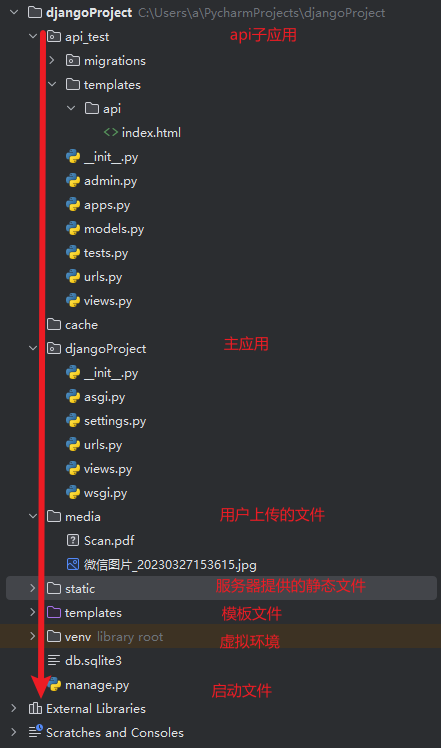 djangoProject C:\Users\a\PycharmProjects\djangoProject
api_test api子应用
migrations
templates
api
index.html
__init__.py
admin.py
apps.py
models.py
tests.py
urls.py
views.py
cache
djangoProject 主应用
__init__.py
asgi.py
settings.py
urls.py
views.py
wsgi.py
media 用户上传的文件
Scan.pdf
微信图片_20230327153615.jpg
static 服务器提供的静态文件
templates 模板文件
venv library root 虚拟环境
db.sqlite3
manage.py 启动文件
External Libraries
Scratches and Consoles